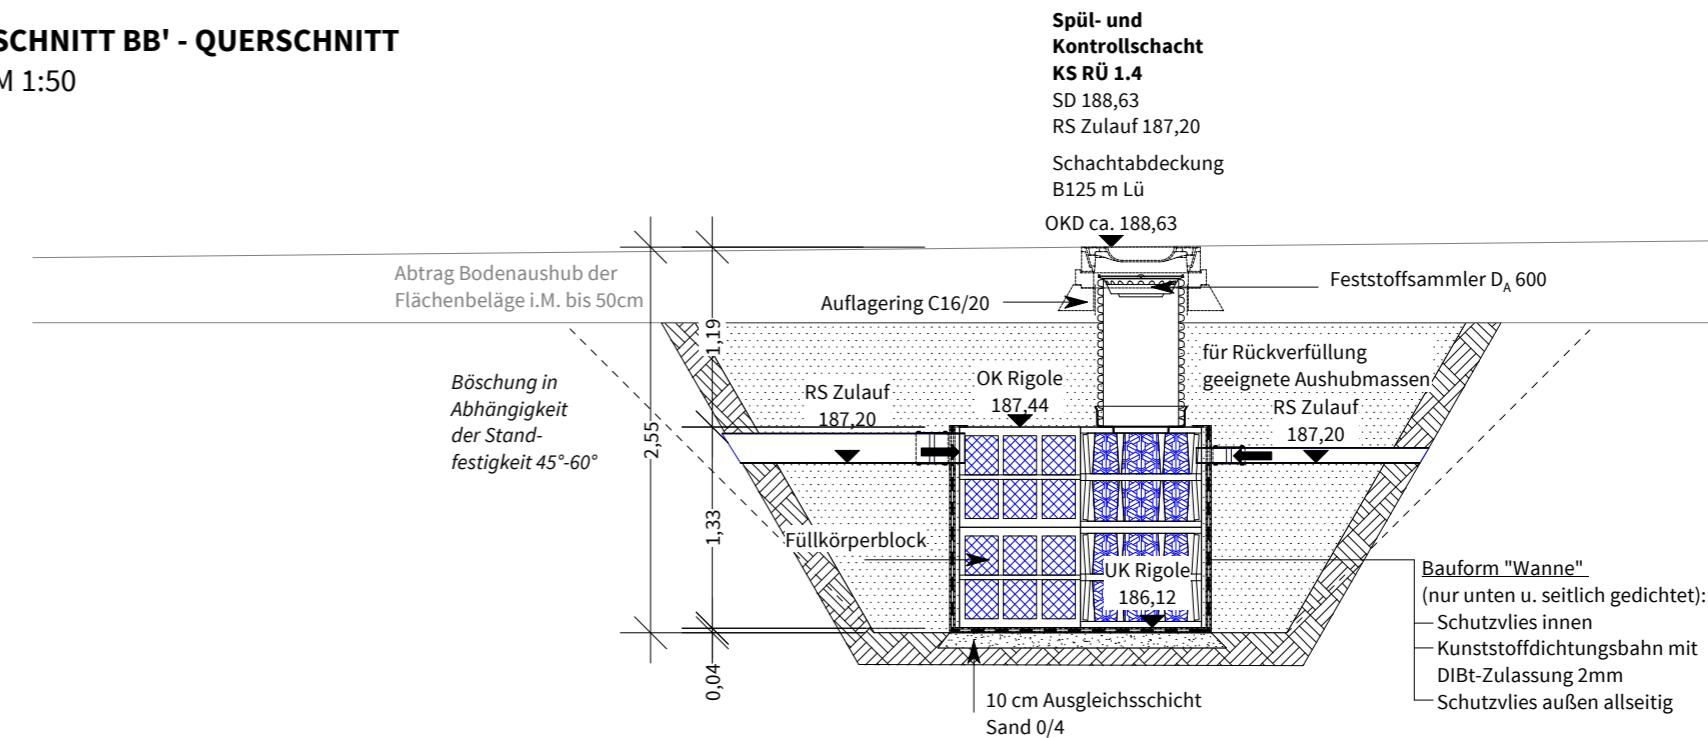 SCHNITT BB' - QUERSCHNITT
M 1:50
Spül- und
Kontrollschacht
KS RÜ 1.4
SD 188,63
RS Zulauf 187,20
Schachtabdeckung
B125 m Lü
OKD ca. 188,63
Abtrag Bodenaushub der
Flächenbeläge i.M. bis 50cm
Auflagering C16/20
Feststoffsammler DA 600
1,19
für Rückverfüllung
geeignete Aushubmassen
Böschung in
Abhängigkeit
der Stand-
festigkeit 45°-60°
RS Zulauf
187,20
OK Rigole
187,44
RS Zulauf
187,20
2,55
1,33
Füllkörperblock
UK Rigole
186,12
Bauform "Wanne"
(nur unten u. seitlich gedichtet):
Schutzvlies innen
Kunststoffdichtungsbahn mit
DIBt-Zulassung 2mm
Schutzvlies außen allseitig
0,04
10 cm Ausgleichsschicht
Sand 0/4